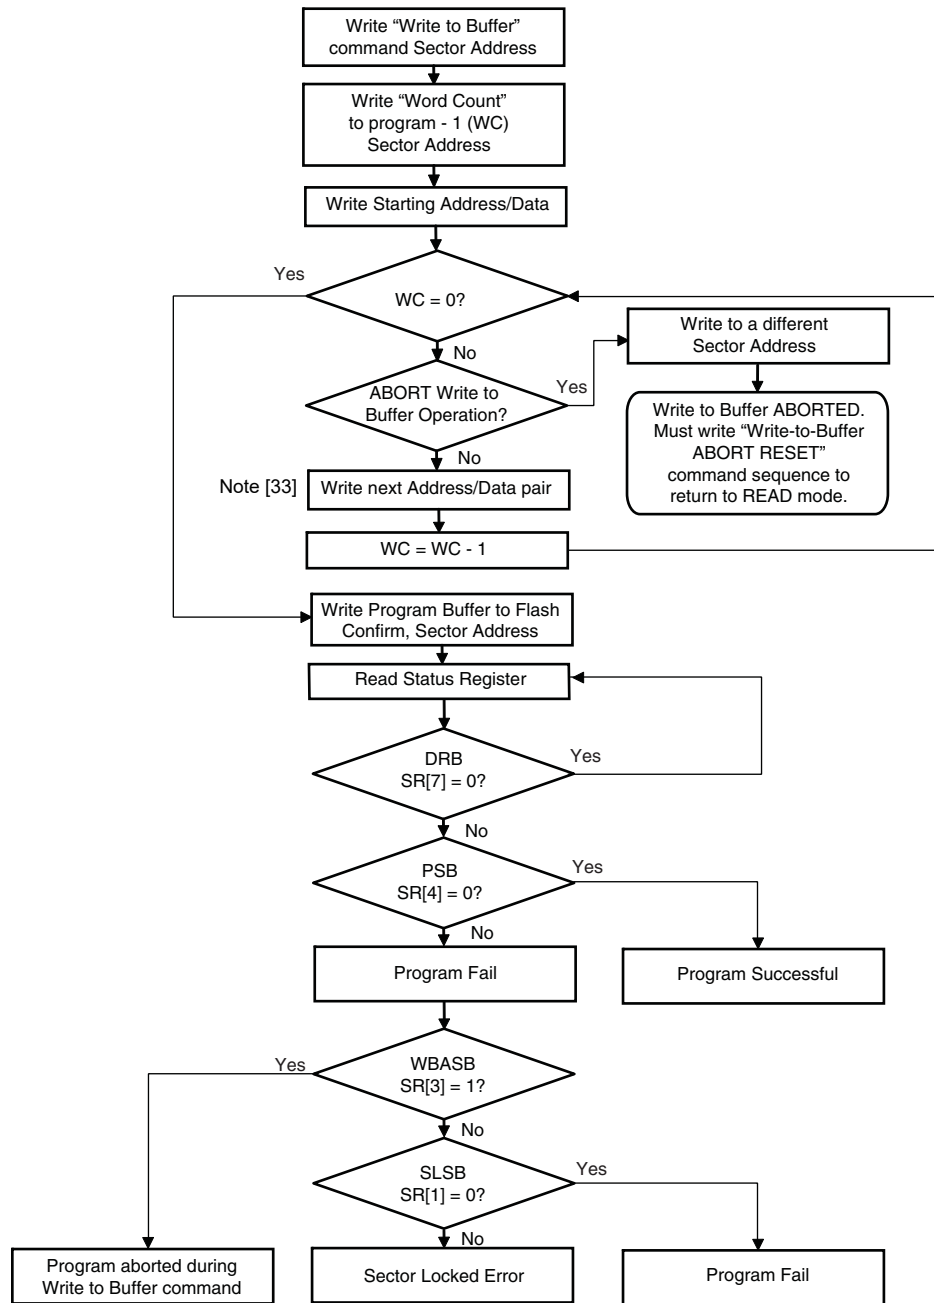 Write “Write to Buffer”
command Sector Address
Write “Word Count”
to program - 1 (WC)
Sector Address
Write Starting Address/Data
Yes
WC = 0?
No
Write to a different
Sector Address
ABORT Write to
Buffer Operation?
Yes
Write to Buffer ABORTED.
Must write “Write-to-Buffer
ABORT RESET”
command sequence to
return to READ mode.
No
Note [33]
Write next Address/Data pair
WC = WC - 1
Write Program Buffer to Flash
Confirm, Sector Address
Read Status Register
DRB
SR[7] = 0?
Yes
No
PSB
SR[4] = 0?
Yes
No
Program Fail
Program Successful
Yes
WBASB
SR[3] = 1?
No
SLSB
SR[1] = 0?
Yes
No
Program aborted during
Write to Buffer command
Sector Locked Error
Program Fail